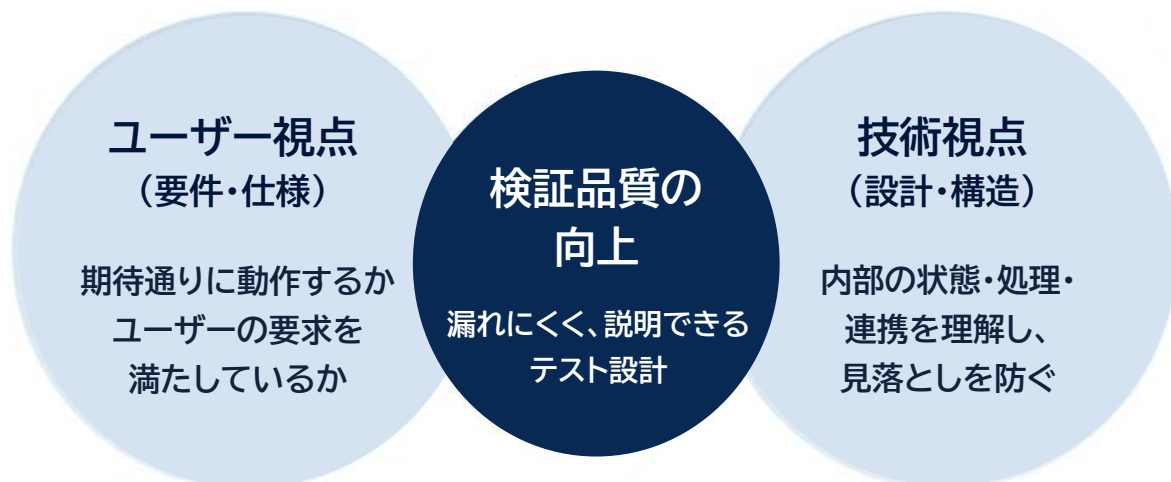 ユーザー視点
（要件・仕様）
期待通りに動作するか
ユーザーの要求を
満たしているか
検証品質の
向上
漏れにくく、説明できる
テスト設計
技術視点
（設計・構造）
内部の状態・処理・
連携を理解し、
見落としを防ぐ